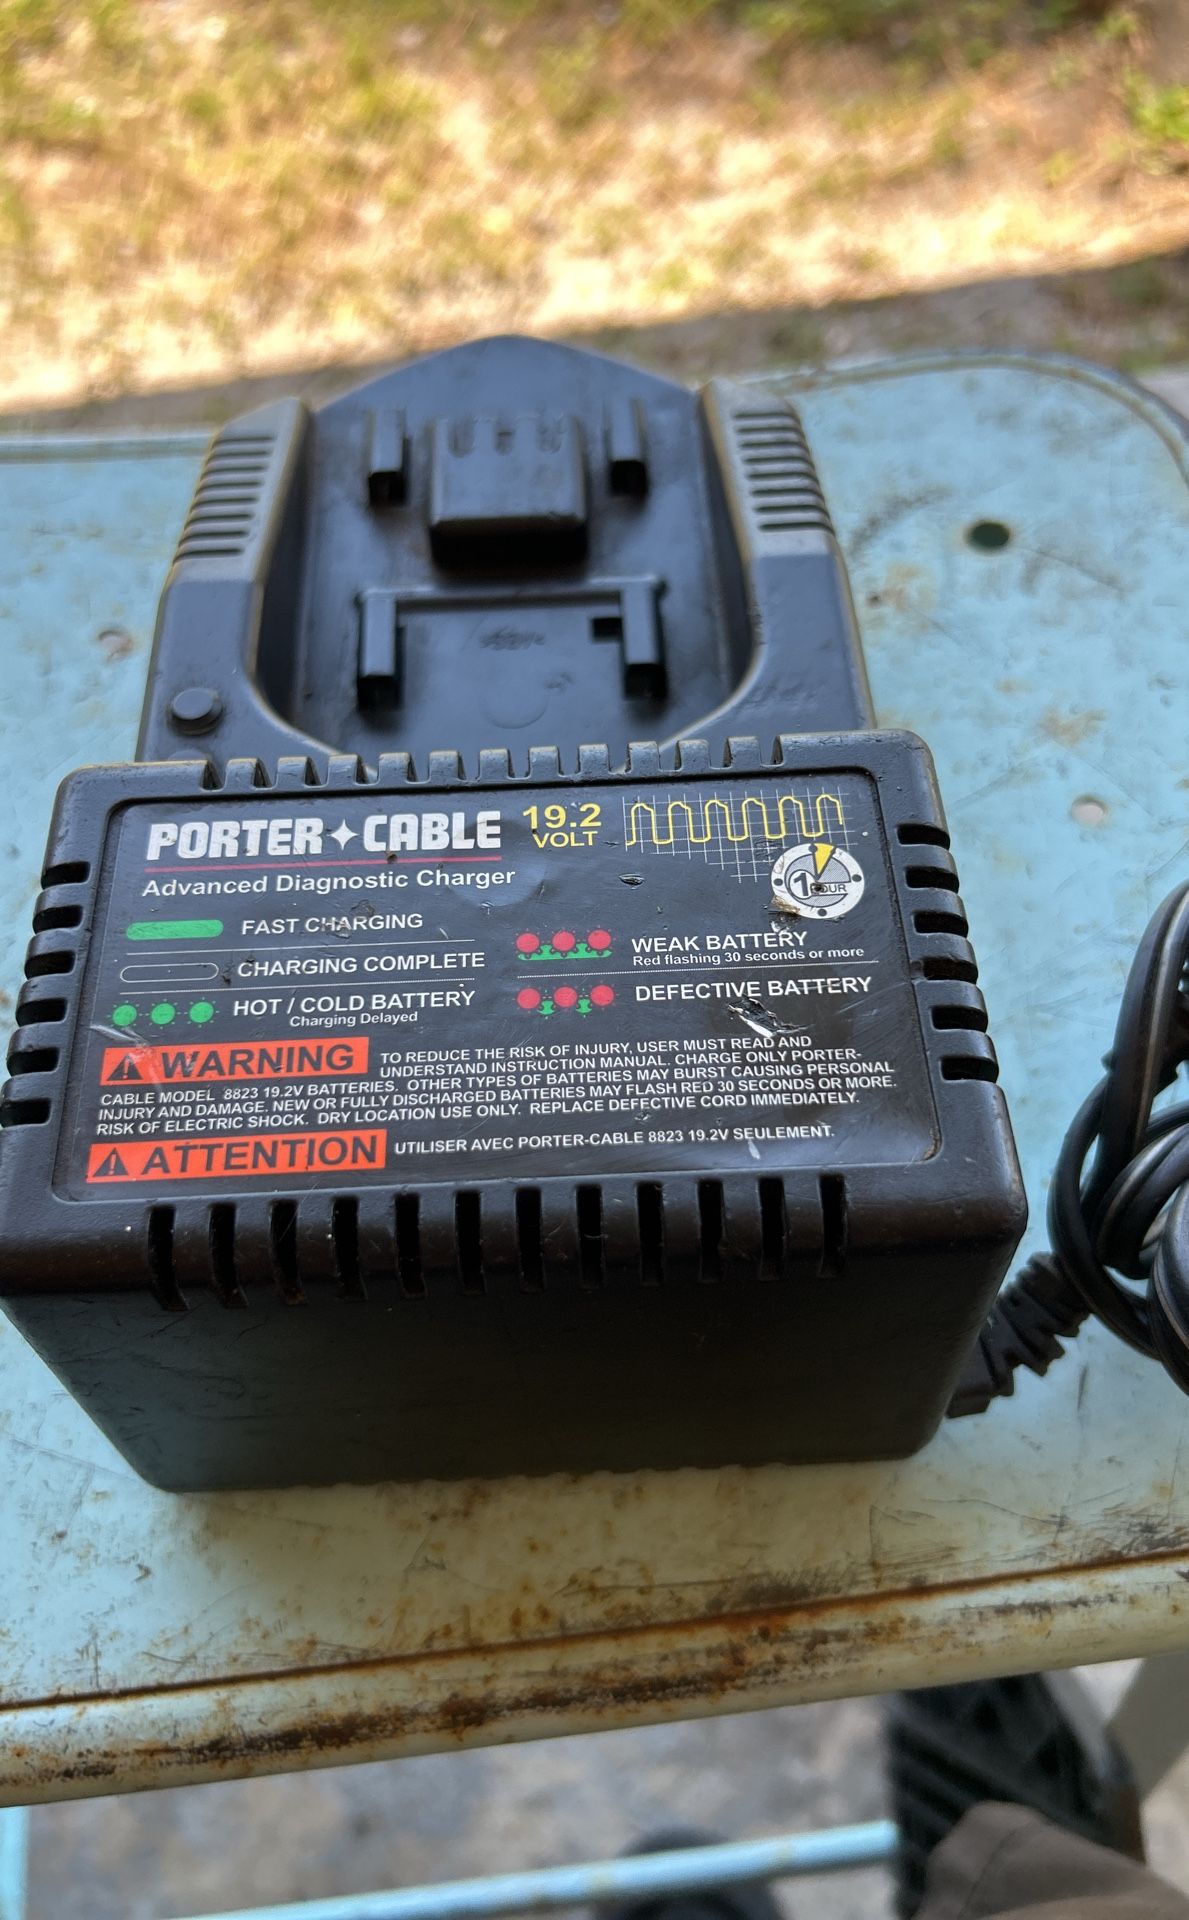 PORTER CABLE
19.2
VOLT
Advanced Diagnostic Charger
1 HOUR
FAST CHARGING
CHARGING COMPLETE
HOT / COLD BATTERY
Charging Delayed
WEAK BATTERY
Red flashing 30 seconds or more
DEFECTIVE BATTERY
WARNING TO REDUCE THE RISK OF INJURY, USER MUST READ AND
UNDERSTAND INSTRUCTION MANUAL. CHARGE ONLY PORTER-
CABLE MODEL 8823 19.2V BATTERIES. OTHER TYPES OF BATTERIES MAY BURST CAUSING PERSONAL
INJURY AND DAMAGE. NEW OR FULLY DISCHARGED BATTERIES MAY FLASH RED 30 SECONDS OR MORE.
RISK OF ELECTRIC SHOCK. DRY LOCATION USE ONLY. REPLACE DEFECTIVE CORD IMMEDIATELY.
ATTENTION UTILISER AVEC PORTER-CABLE 8823 19.2V SEULEMENT.